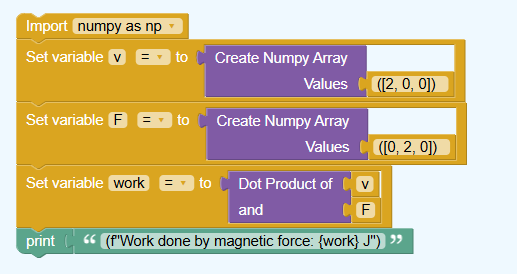 Import numpy as np
Set variable v = to Create Numpy Array
Values ([2, 0, 0])
Set variable F = to Create Numpy Array
Values ([0, 2, 0])
Set variable work = to Dot Product of v
and F
print “ (f"Work done by magnetic force: {work} J") ”